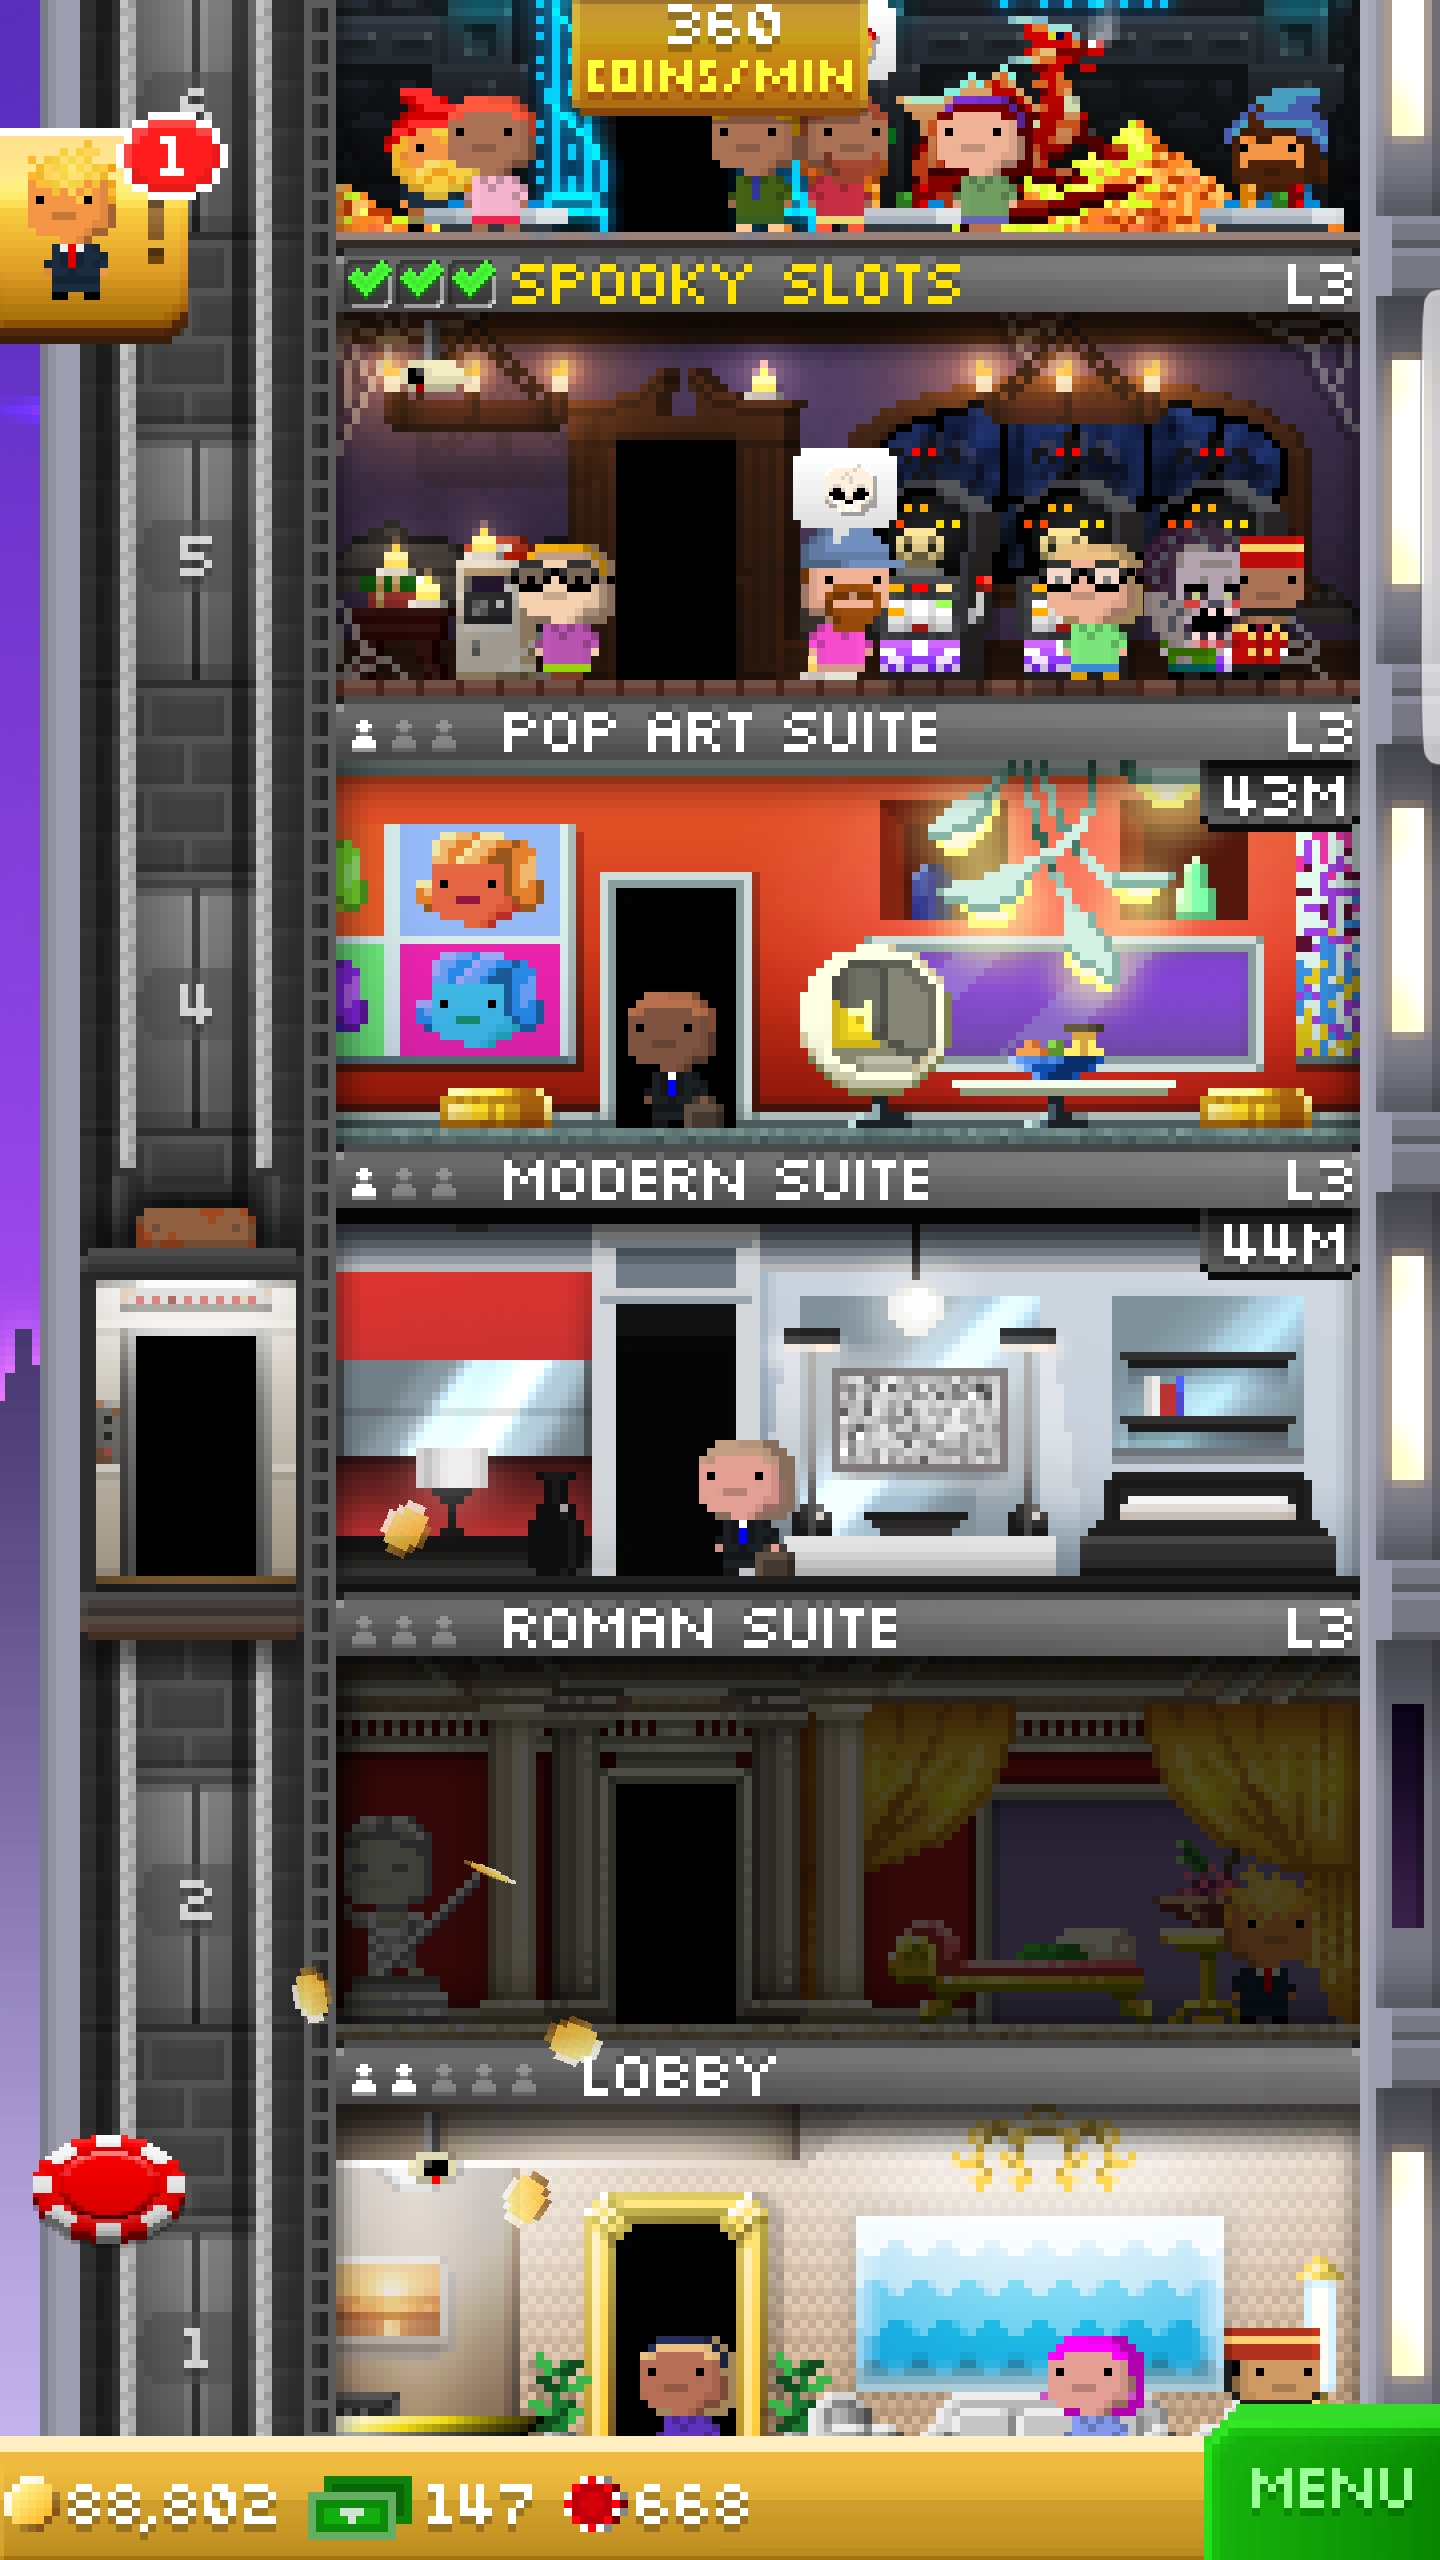 360
COINS/MIN
1
SPOOKY SLOTS L3
5
POP ART SUITE L3
43M
4
MODERN SUITE L3
44M
ROMAN SUITE L3
2
LOBBY
1
88,802 147 668
MENU